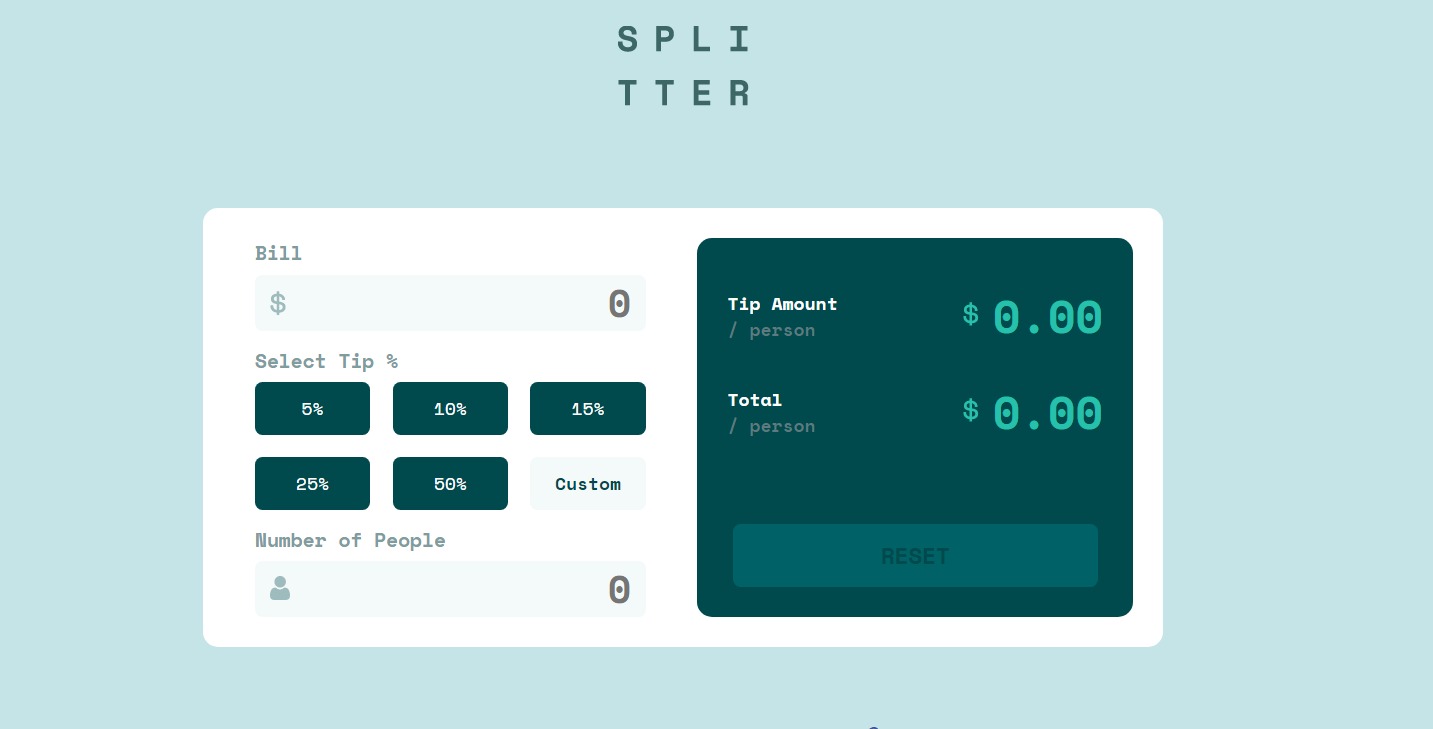 S P L I
T T E R
Bill
$ 0
Select Tip %
5% 10% 15%
25% 50% Custom
Number of People
0
Tip Amount
/ person
$ 0.00
Total
/ person
$ 0.00
RESET